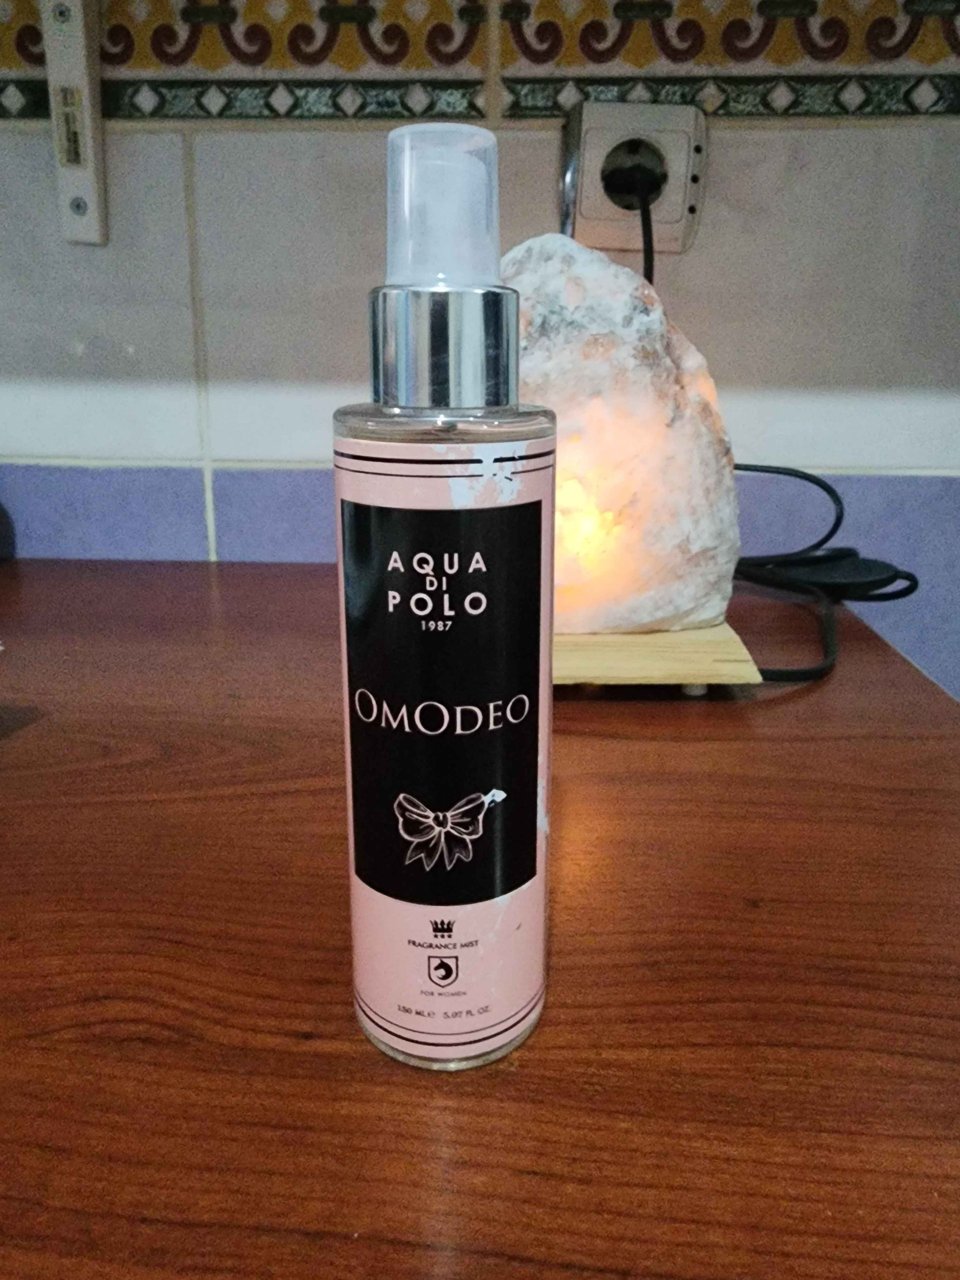 AQUA
DI
POLO
1987
OMODEO
FRAGRANCE MIST
FOR WOMEN
150 ML℮ 5.07 FL OZ.